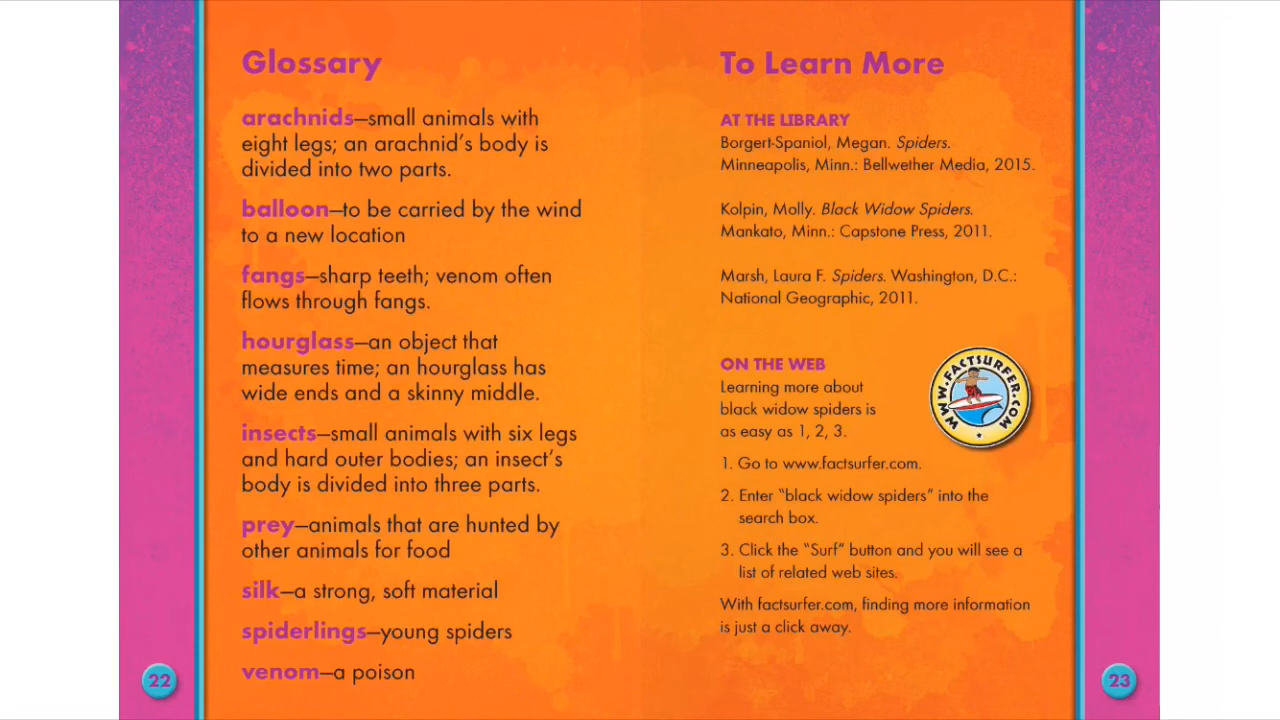 Glossary
arachnids—small animals with
eight legs; an arachnid's body is
divided into two parts.
balloon—to be carried by the wind
to a new location
fangs—sharp teeth; venom often
flows through fangs.
hourglass—an object that
measures time; an hourglass has
wide ends and a skinny middle.
insects—small animals with six legs
and hard outer bodies; an insect's
body is divided into three parts.
prey—animals that are hunted by
other animals for food
silk—a strong, soft material
spiderlings—young spiders
venom—a poison
22
To Learn More
AT THE LIBRARY
Borgert-Spaniol, Megan. Spiders.
Minneapolis, Minn.: Bellwether Media, 2015.
Kolpin, Molly. Black Widow Spiders.
Mankato, Minn.: Capstone Press, 2011.
Marsh, Laura F. Spiders. Washington, D.C.:
National Geographic, 2011.
ON THE WEB
Learning more about
black widow spiders is
as easy as 1, 2, 3.
WWW.FACTSURFER.COM
1. Go to www.factsurfer.com.
2. Enter "black widow spiders" into the
search box.
3. Click the "Surf" button and you will see a
list of related web sites.
With factsurfer.com, finding more information
is just a click away.
23